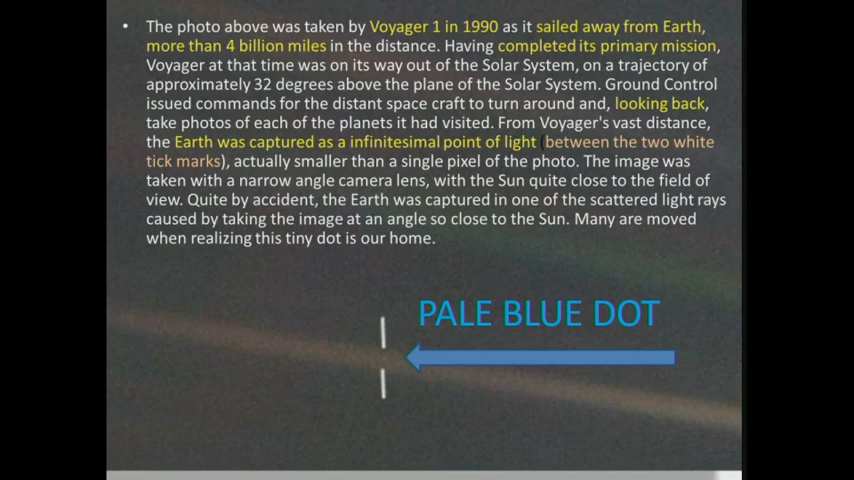 • The photo above was taken by Voyager 1 in 1990 as it sailed away from Earth,
more than 4 billion miles in the distance. Having completed its primary mission,
Voyager at that time was on its way out of the Solar System, on a trajectory of
approximately 32 degrees above the plane of the Solar System. Ground Control
issued commands for the distant space craft to turn around and, looking back,
take photos of each of the planets it had visited. From Voyager's vast distance,
the Earth was captured as a infinitesimal point of light (between the two white
tick marks), actually smaller than a single pixel of the photo. The image was
taken with a narrow angle camera lens, with the Sun quite close to the field of
view. Quite by accident, the Earth was captured in one of the scattered light rays
caused by taking the image at an angle so close to the Sun. Many are moved
when realizing this tiny dot is our home.
PALE BLUE DOT